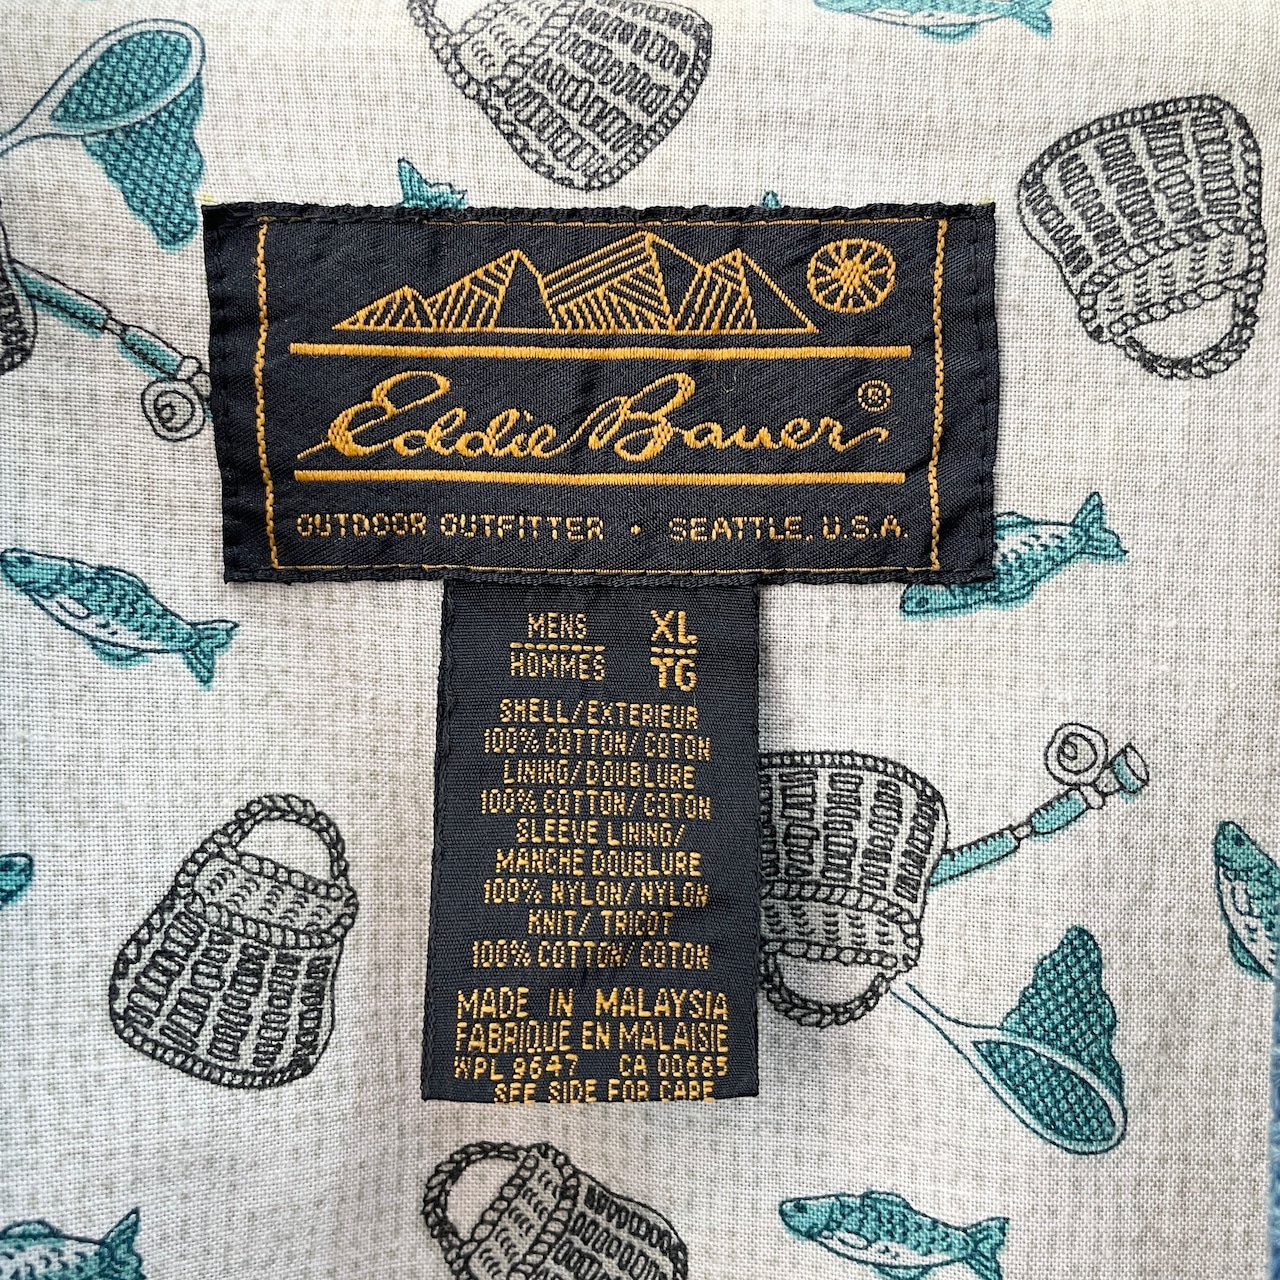 Eddie Bauer®
OUTDOOR OUTFITTER • SEATTLE, U.S.A.
MENS XL
HOMMES TG
SHELL/EXTERIEUR
100% COTTON/COTON
LINING/DOUBLURE
100% COTTON/COTON
SLEEVE LINING/
MANCHE DOUBLURE
100% NYLON/NYLON
KNIT/TRICOT
100% COTTON/COTON
MADE IN MALAYSIA
FABRIQUE EN MALAISIE
WPL 9647 CA 00665
SEE SIDE FOR CARE